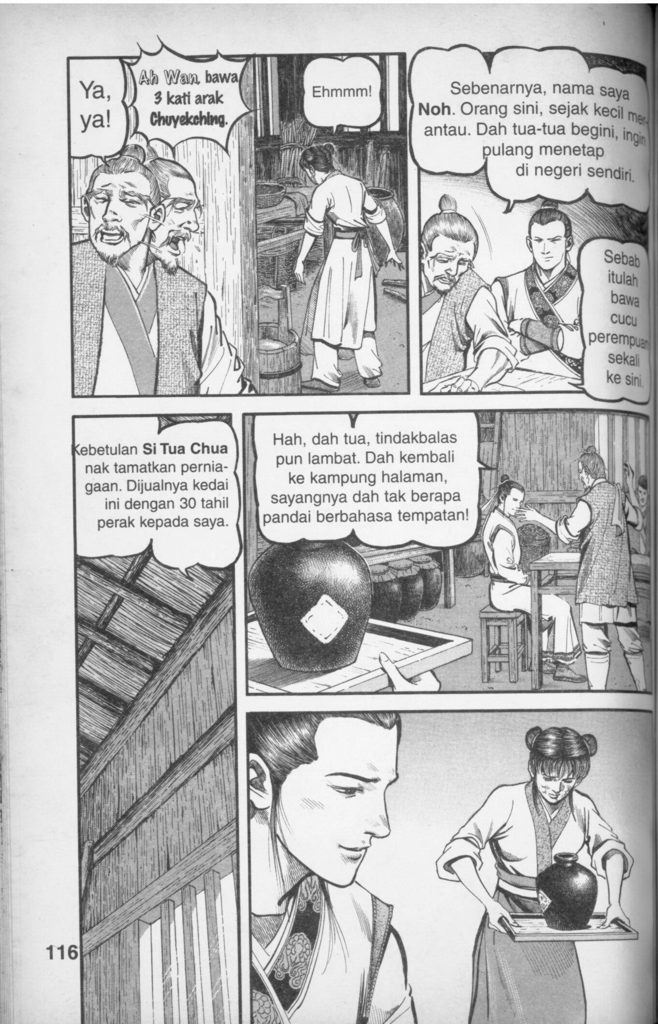 Ya,
ya!
Ah Wan, bawa
3 kati arak
Chuyekching.
Ehmmm!
Sebenarnya, nama saya
Noh. Orang sini, sejak kecil mer-
antau. Dah tua-tua begini, ingin
pulang menetap
di negeri sendiri.
Sebab
itulah
bawa
cucu
perempuan
sekali
ke sini.
Kebetulan Si Tua Chua
nak tamatkan pernia-
gaan. Dijualnya kedai
ini dengan 30 tahil
perak kepada saya.
Hah, dah tua, tindakbalas
pun lambat. Dah kembali
ke kampung halaman,
sayangnya dah tak berapa
pandai berbahasa tempatan!
116